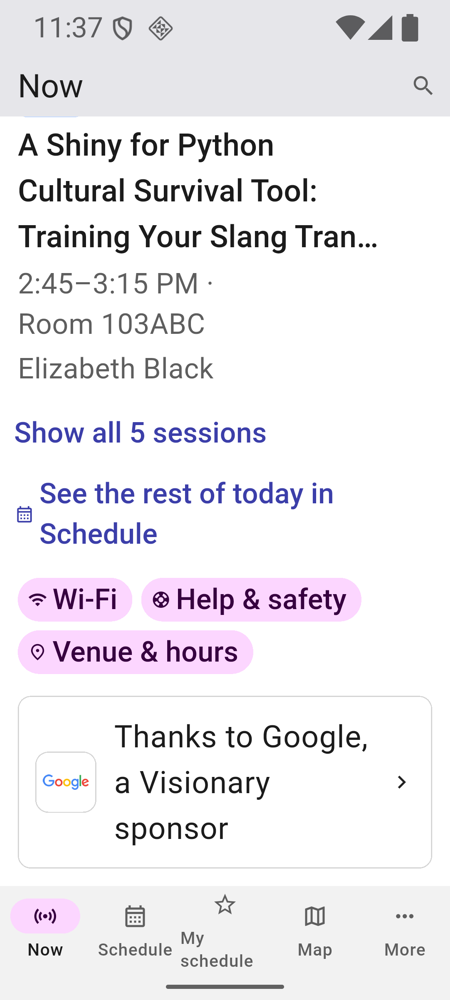 11:37
Now
A Shiny for Python
Cultural Survival Tool:
Training Your Slang Tran…
2:45–3:15 PM ·
Room 103ABC
Elizabeth Black
Show all 5 sessions
See the rest of today in
Schedule
Wi-Fi
Help & safety
Venue & hours
Thanks to Google,
Google
a Visionary
sponsor
Now
Schedule
My
schedule
Map
More